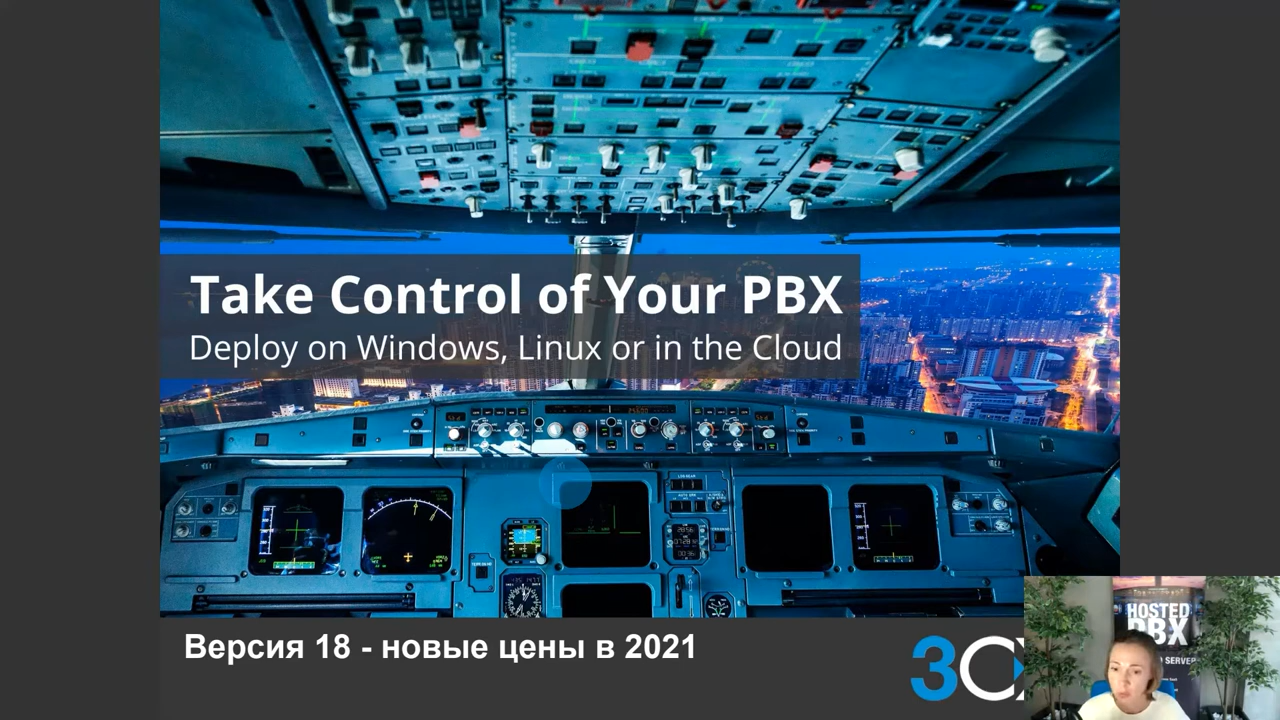 Take Control of Your PBX
Deploy on Windows, Linux or in the Cloud
Версия 18 - новые цены в 2021
3CX
HOSTED
PBX
SERVER